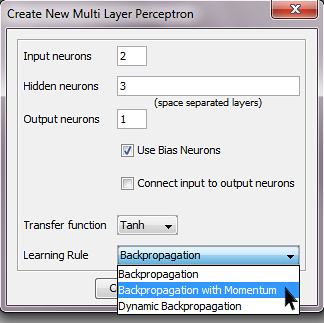 Create New Multi Layer Perceptron
Input neurons 2
Hidden neurons 3
(space separated layers)
Output neurons 1
Use Bias Neurons
Connect input to output neurons
Transfer function Tanh
Learning Rule Backpropagation
Backpropagation
Backpropagation with Momentum
Dynamic Backpropagation